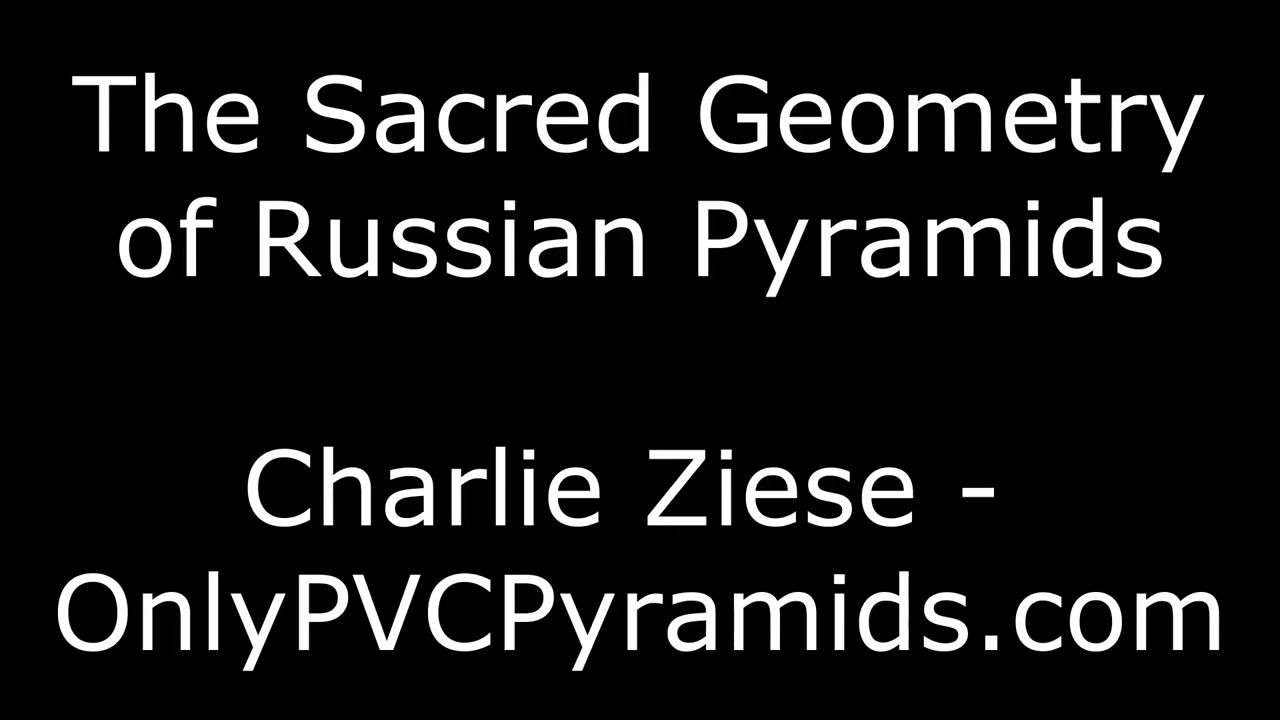 The Sacred Geometry
of Russian Pyramids
Charlie Ziese -
OnlyPVCPyramids.com